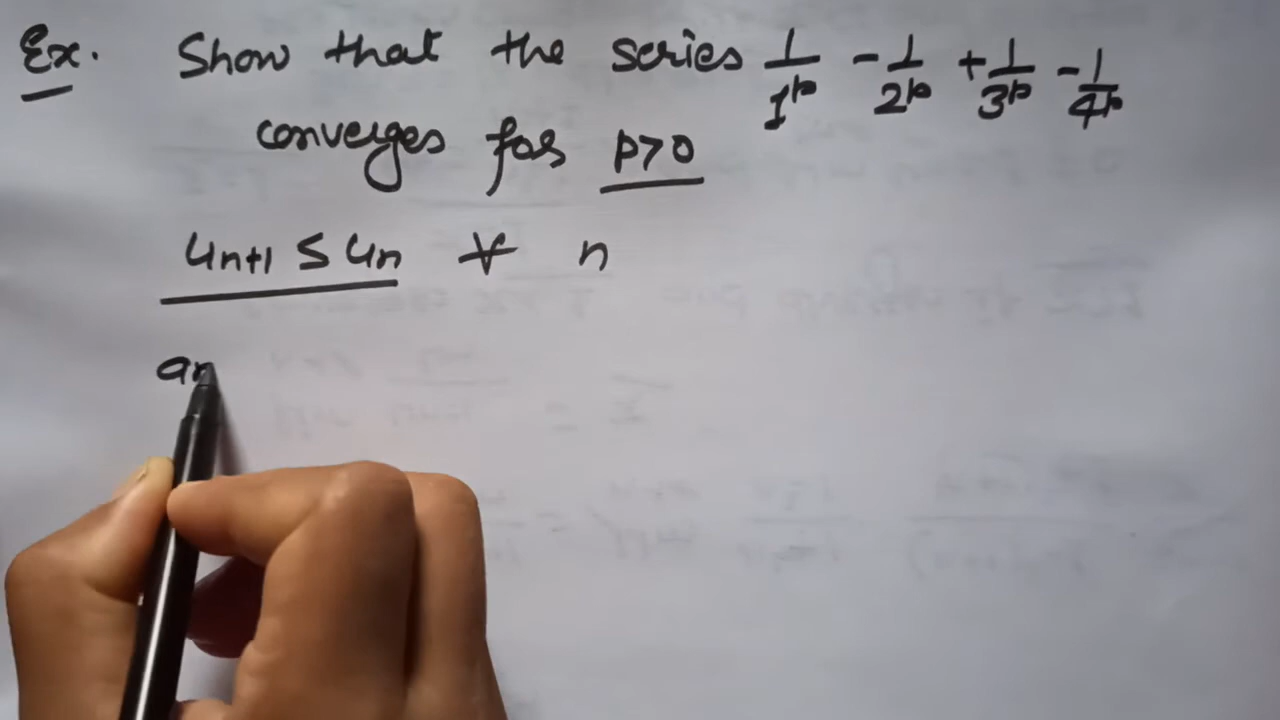 Ex. Show that the series 1/1^p - 1/2^p + 1/3^p - 1/4^p
converges for p>0
u_{n+1} ≤ u_n ∀ n
an